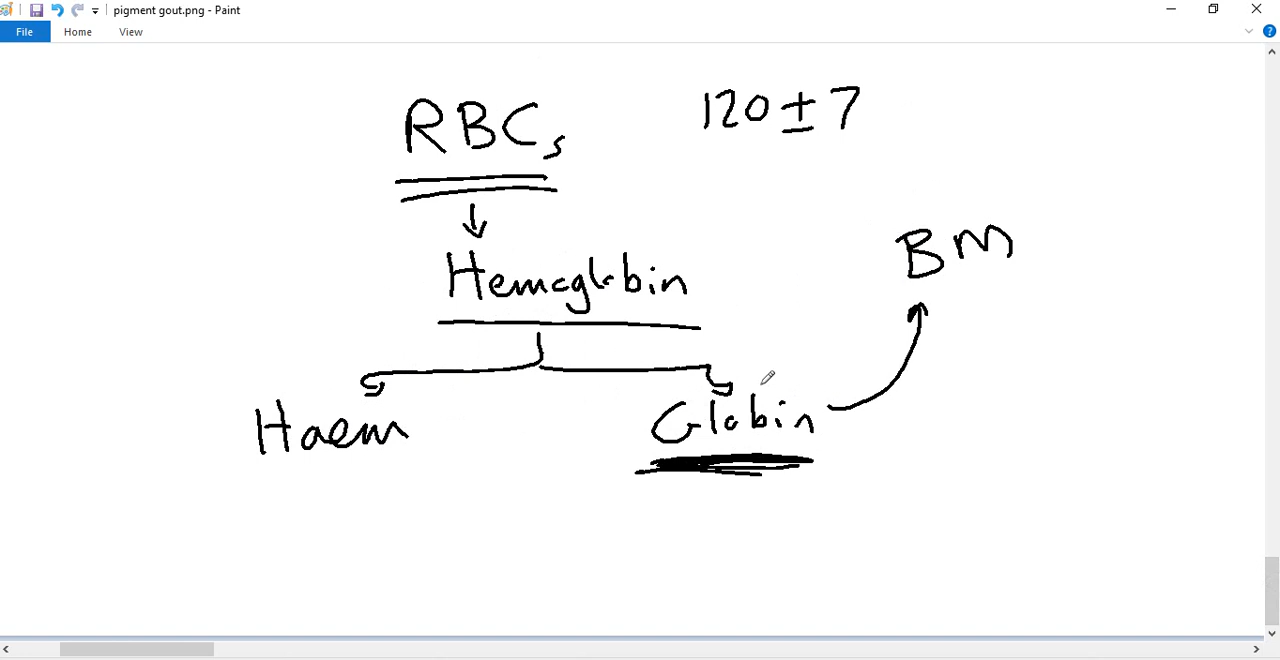 pigment gout.png - Paint
File Home View
RBCs 120 ± 7
Hemoglobin
BM
Haem Globin